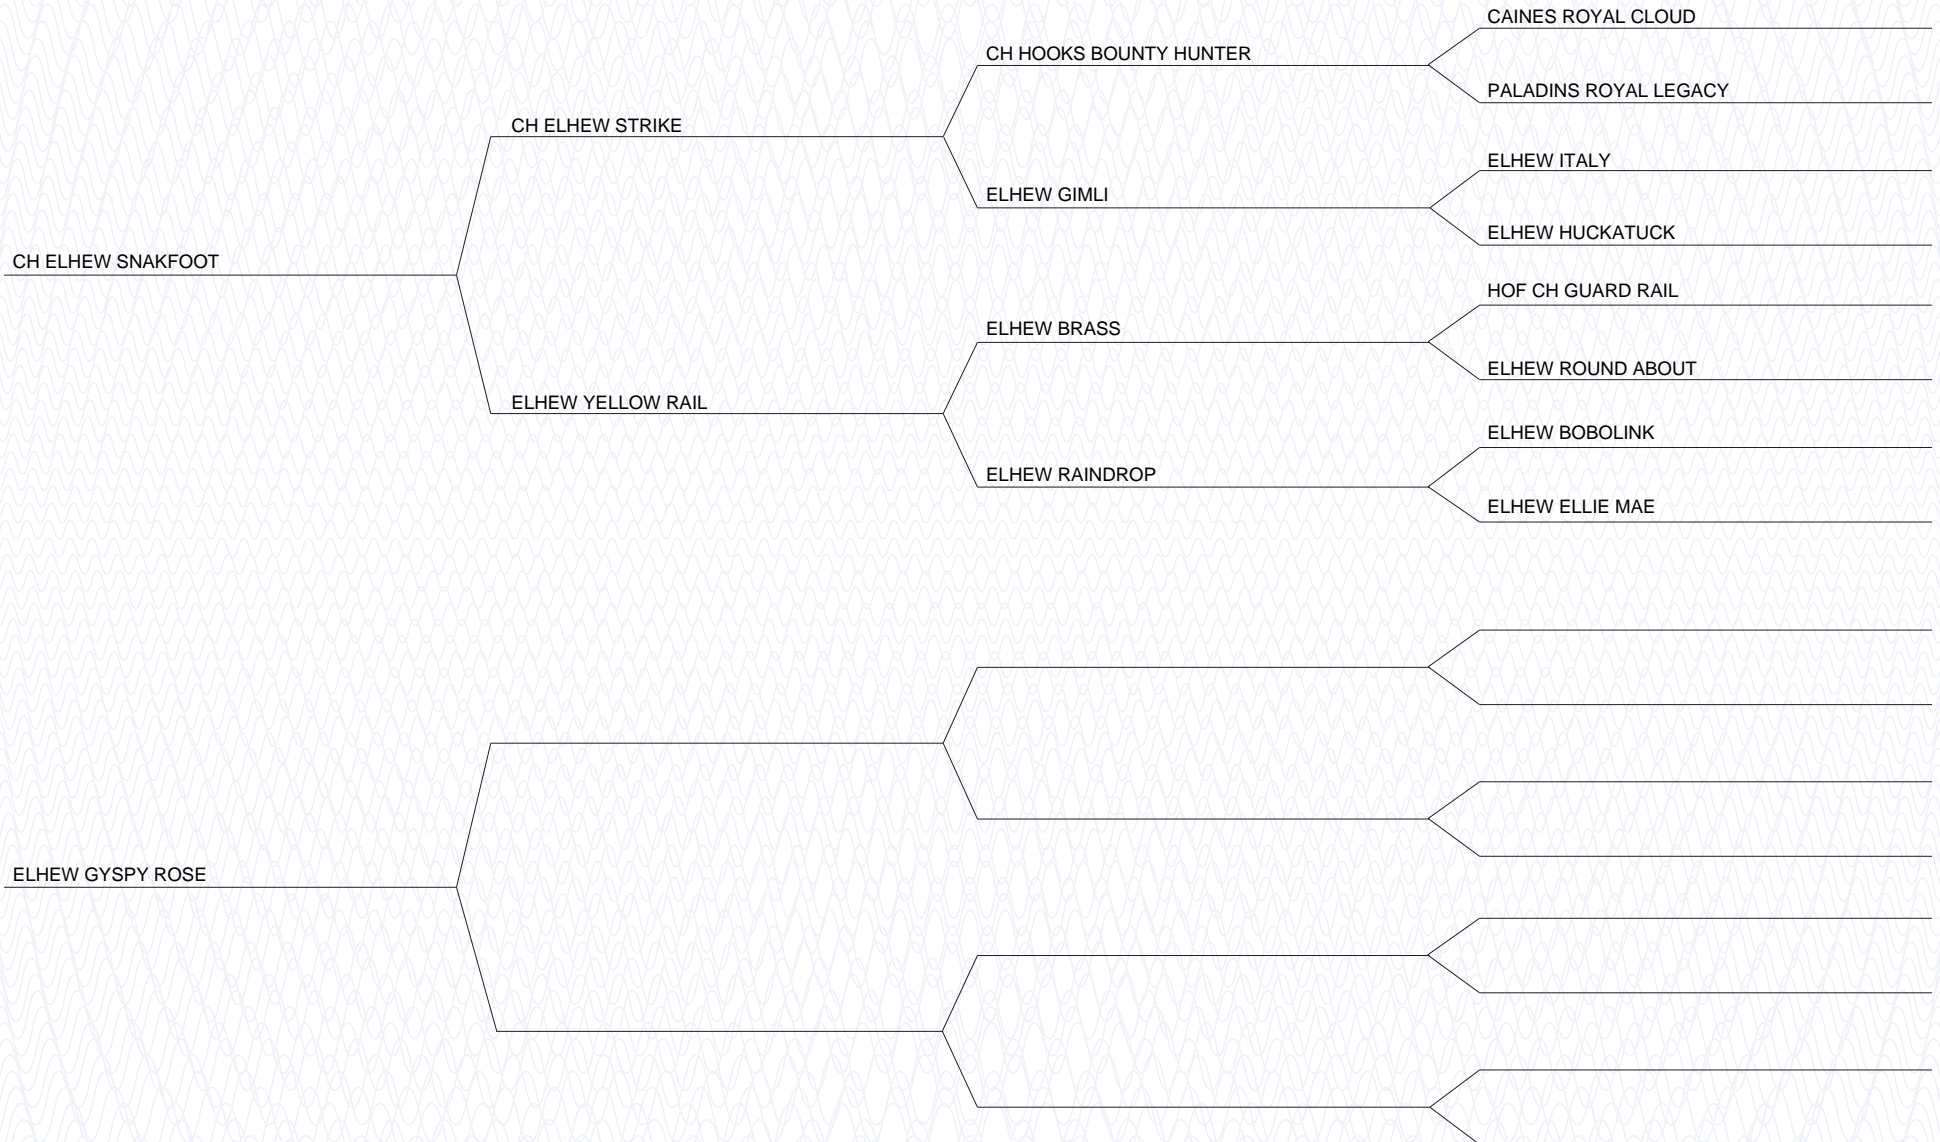 CAINES ROYAL CLOUD
CH HOOKS BOUNTY HUNTER
PALADINS ROYAL LEGACY
CH ELHEW STRIKE
ELHEW ITALY
ELHEW GIMLI
ELHEW HUCKATUCK
CH ELHEW SNAKFOOT
HOF CH GUARD RAIL
ELHEW BRASS
ELHEW ROUND ABOUT
ELHEW YELLOW RAIL
ELHEW BOBOLINK
ELHEW RAINDROP
ELHEW ELLIE MAE
ELHEW GYSPY ROSE